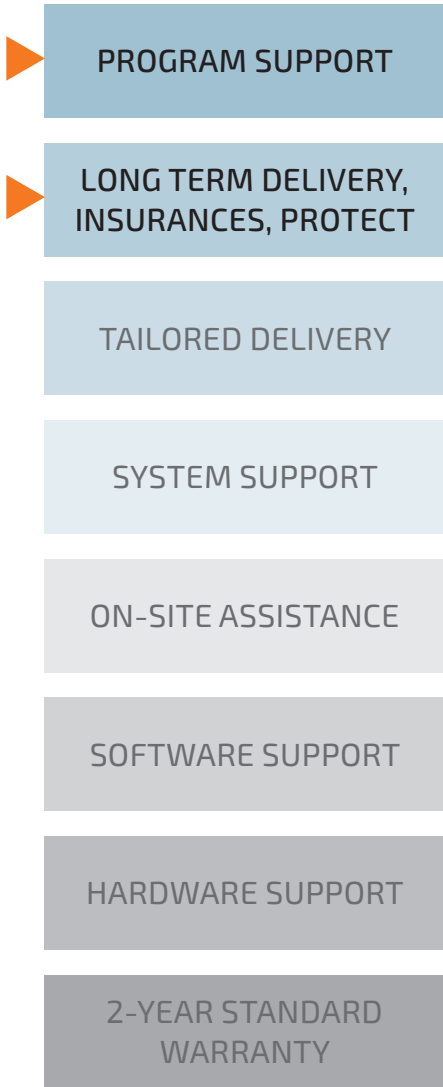 PROGRAM SUPPORT
LONG TERM DELIVERY,
INSURANCES, PROTECT
TAILORED DELIVERY
SYSTEM SUPPORT
ON-SITE ASSISTANCE
SOFTWARE SUPPORT
HARDWARE SUPPORT
2-YEAR STANDARD
WARRANTY